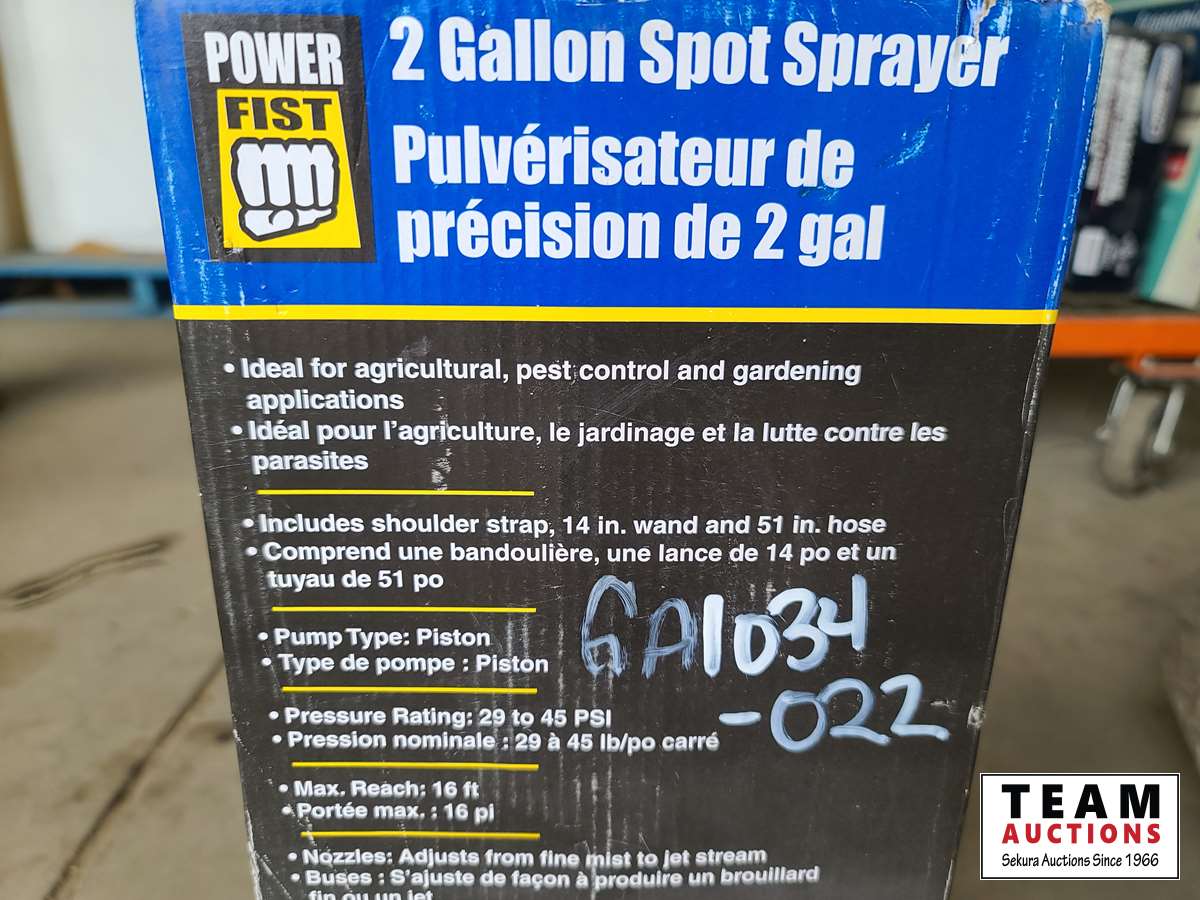 POWER
FIST
2 Gallon Spot Sprayer
Pulvérisateur de
précision de 2 gal
• Ideal for agricultural, pest control and gardening
applications
• Idéal pour l'agriculture, le jardinage et la lutte contre les
parasites
• Includes shoulder strap, 14 in. wand and 51 in. hose
• Comprend une bandoulière, une lance de 14 po et un
tuyau de 51 po
• Pump Type: Piston
• Type de pompe : Piston
GA1034
-022
• Pressure Rating: 29 to 45 PSI
• Pression nominale : 29 à 45 lb/po carré
• Max. Reach: 16 ft
• Portée max. : 16 pi
• Nozzles: Adjusts from fine mist to jet stream
• Buses : S'ajuste de façon à produire un brouillard
fin ou un jet
TEAM
AUCTIONS
Sekura Auctions Since 1966